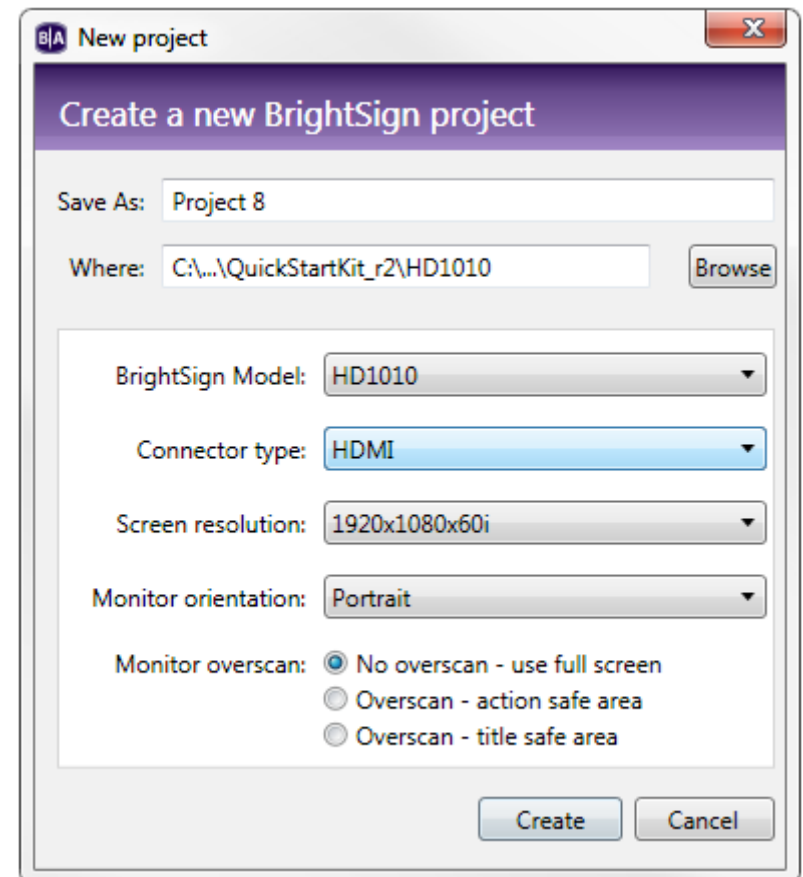 B|A New project
Create a new BrightSign project
Save As: Project 8
Where: C:\...\QuickStartKit_r2\HD1010 Browse
BrightSign Model: HD1010
Connector type: HDMI
Screen resolution: 1920x1080x60i
Monitor orientation: Portrait
Monitor overscan: No overscan - use full screen
Overscan - action safe area
Overscan - title safe area
Create Cancel